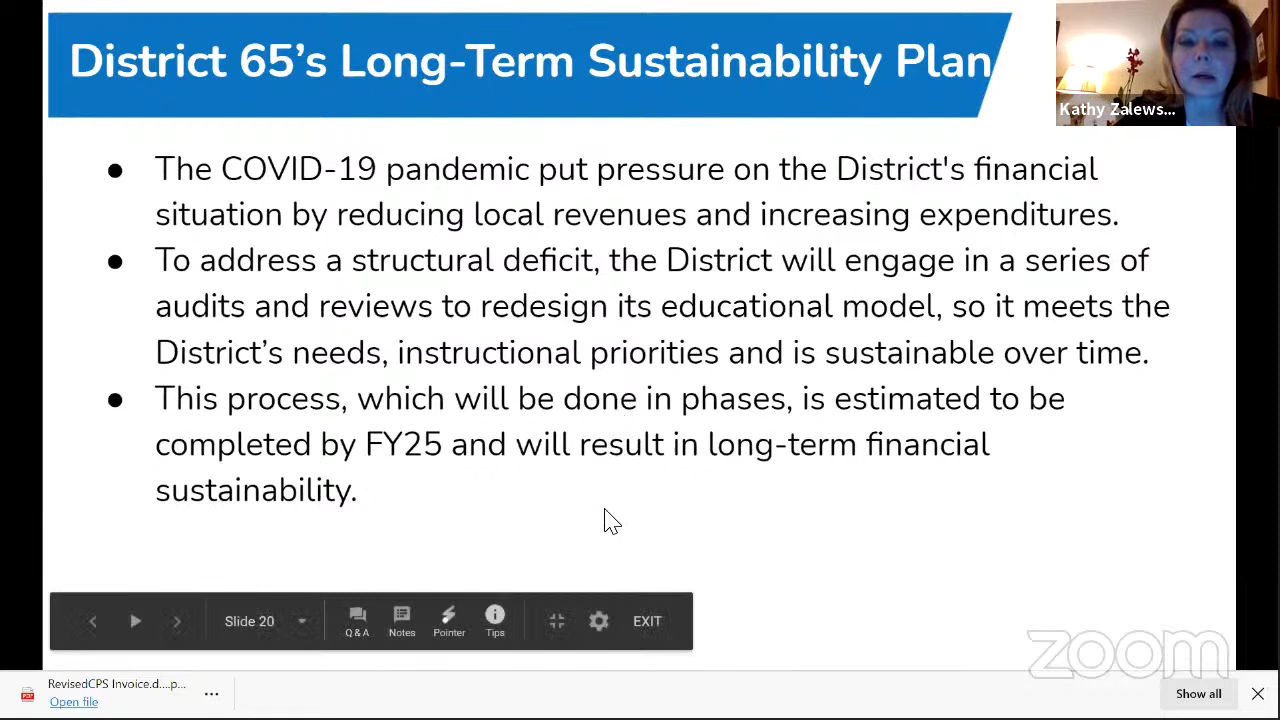 District 65's Long-Term Sustainability Plan
Kathy Zalews...
● The COVID-19 pandemic put pressure on the District's financial
situation by reducing local revenues and increasing expenditures.
● To address a structural deficit, the District will engage in a series of
audits and reviews to redesign its educational model, so it meets the
District's needs, instructional priorities and is sustainable over time.
● This process, which will be done in phases, is estimated to be
completed by FY25 and will result in long-term financial
sustainability.
Slide 20
Q & A
Notes
Pointer
Tips
EXIT
zoom
PDF
RevisedCPS Invoice.d....p...
Open file
Show all